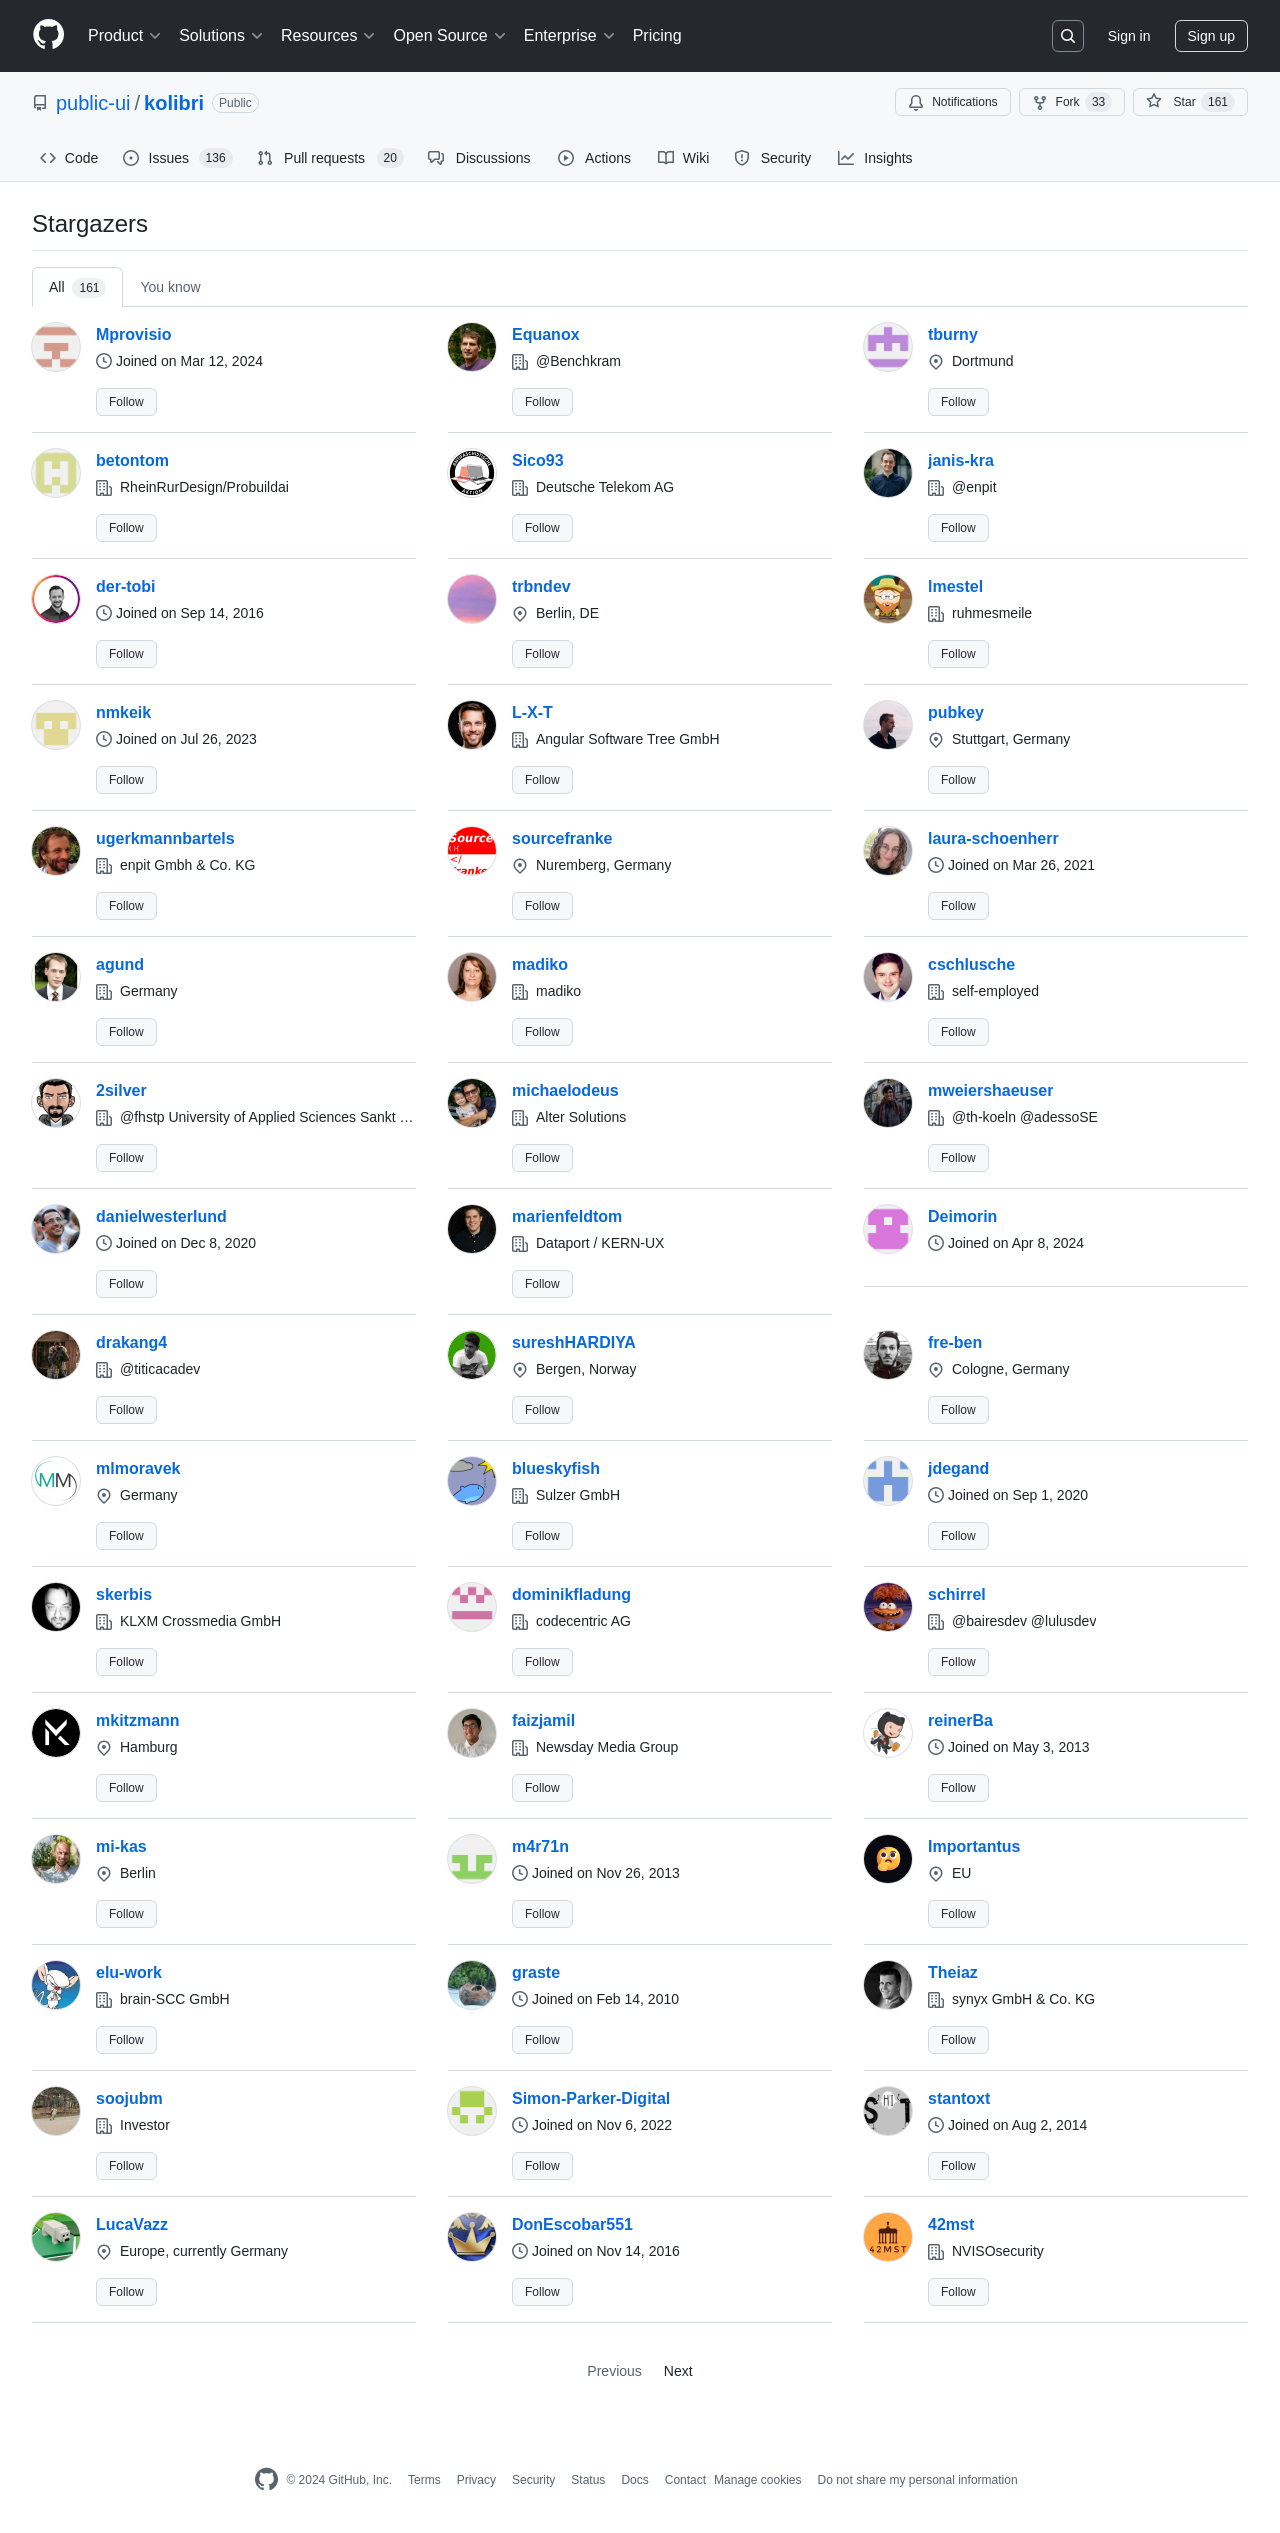 Product Solutions Resources Open Source Enterprise Pricing Sign in Sign up
public-ui / kolibri Public Notifications Fork 33 Star 161
Code Issues 136 Pull requests 20 Discussions Actions Wiki Security Insights
Stargazers
All 161 You know
Mprovisio Equanox tburny
Joined on Mar 12, 2024 @Benchkram Dortmund
Follow Follow Follow
betontom Sico93 janis-kra
RheinRurDesign/Probuildai Deutsche Telekom AG @enpit
Follow Follow Follow
der-tobi trbndev lmestel
Joined on Sep 14, 2016 Berlin, DE ruhmesmeile
Follow Follow Follow
nmkeik L-X-T pubkey
Joined on Jul 26, 2023 Angular Software Tree GmbH Stuttgart, Germany
Follow Follow Follow
ugerkmannbartels sourcefranke laura-schoenherr
enpit Gmbh & Co. KG Nuremberg, Germany Joined on Mar 26, 2021
Follow Follow Follow
agund madiko cschlusche
Germany madiko self-employed
Follow Follow Follow
2silver michaelodeus mweiershaeuser
@fhstp University of Applied Sciences Sankt … Alter Solutions @th-koeln @adessoSE
Follow Follow Follow
danielwesterlund marienfeldtom Deimorin
Joined on Dec 8, 2020 Dataport / KERN-UX Joined on Apr 8, 2024
Follow Follow
drakang4 sureshHARDIYA fre-ben
@titicacadev Bergen, Norway Cologne, Germany
Follow Follow Follow
mlmoravek blueskyfish jdegand
Germany Sulzer GmbH Joined on Sep 1, 2020
Follow Follow Follow
skerbis dominikfladung schirrel
KLXM Crossmedia GmbH codecentric AG @bairesdev @lulusdev
Follow Follow Follow
mkitzmann faizjamil reinerBa
Hamburg Newsday Media Group Joined on May 3, 2013
Follow Follow Follow
mi-kas m4r71n Importantus
Berlin Joined on Nov 26, 2013 EU
Follow Follow Follow
elu-work graste Theiaz
brain-SCC GmbH Joined on Feb 14, 2010 synyx GmbH & Co. KG
Follow Follow Follow
soojubm Simon-Parker-Digital stantoxt
Investor Joined on Nov 6, 2022 Joined on Aug 2, 2014
Follow Follow Follow
LucaVazz DonEscobar551 42mst
Europe, currently Germany Joined on Nov 14, 2016 NVISOsecurity
Follow Follow Follow
Previous Next
© 2024 GitHub, Inc. Terms Privacy Security Status Docs Contact Manage cookies Do not share my personal information